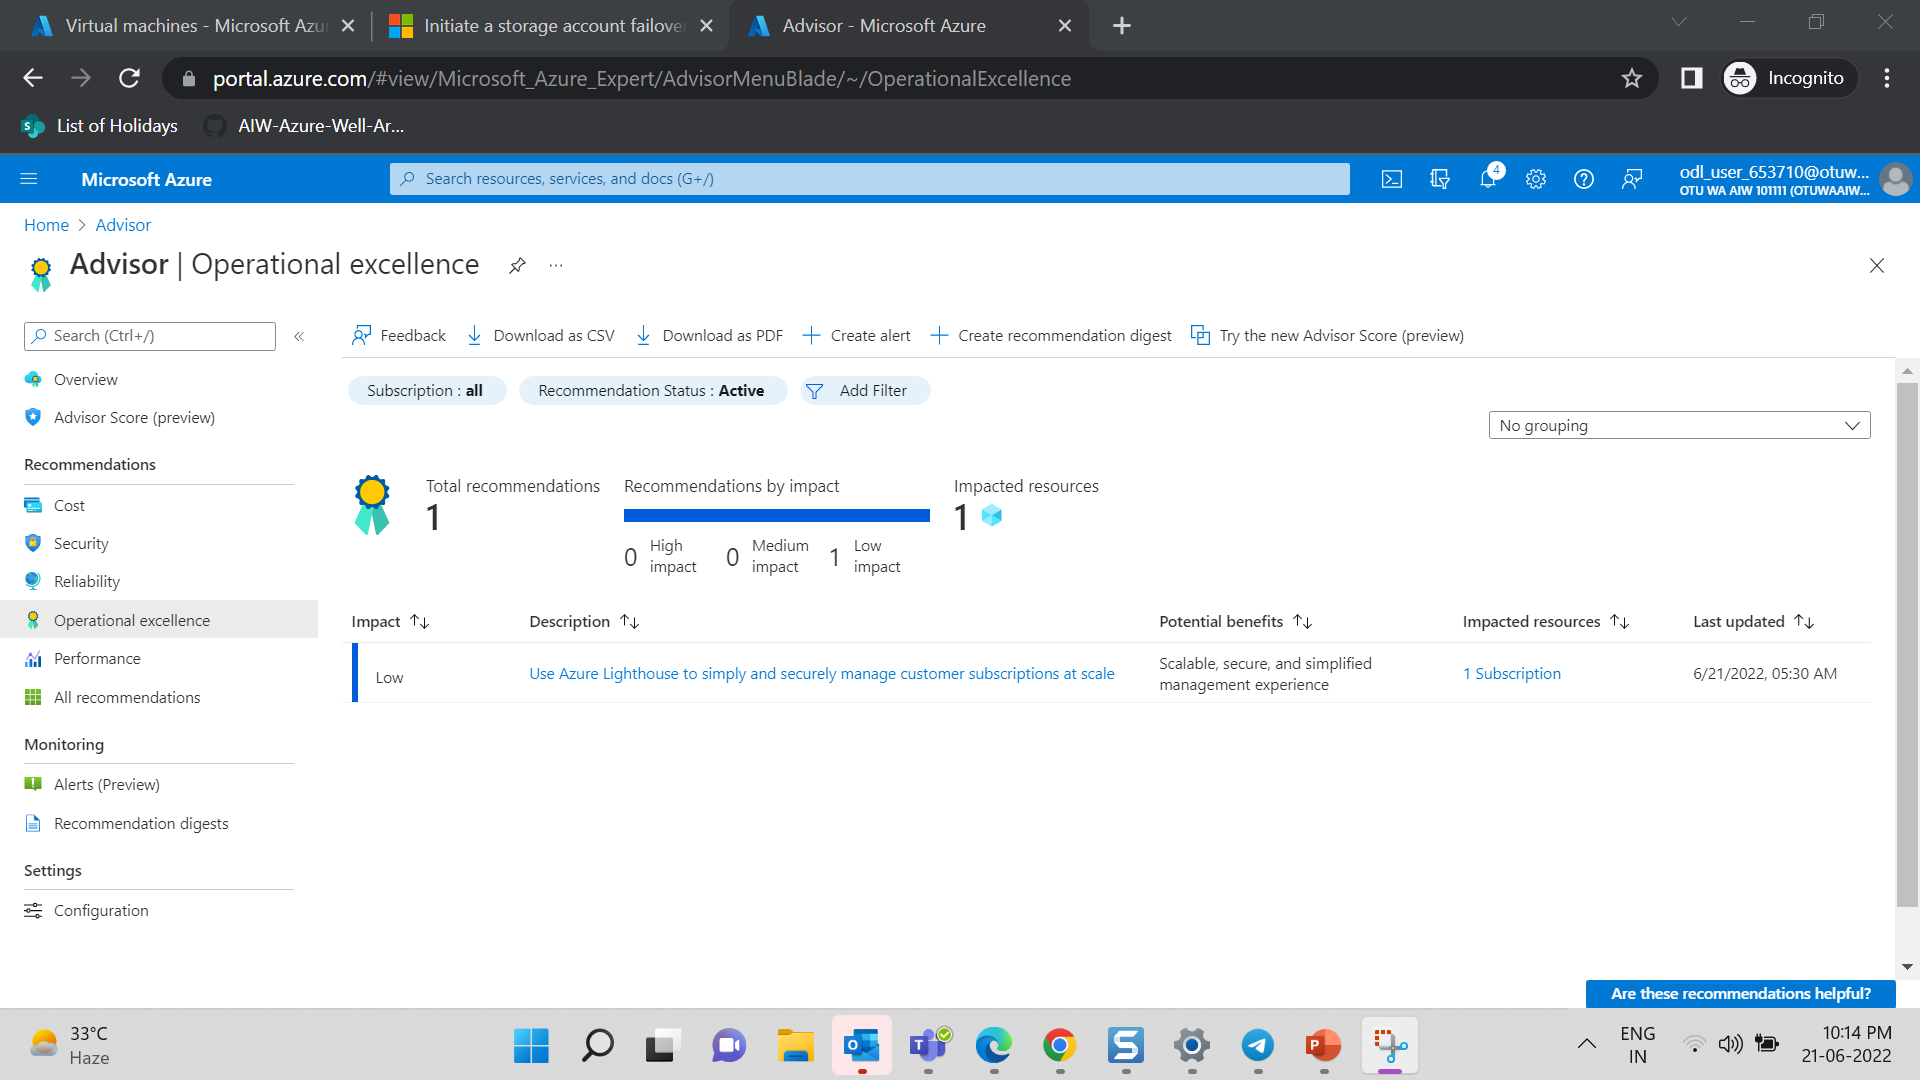 Virtual machines - Microsoft Azu
Initiate a storage account failover
Advisor - Microsoft Azure
portal.azure.com/#view/Microsoft_Azure_Expert/AdvisorMenuBlade/~/OperationalExcellence
Incognito
List of Holidays
AIW-Azure-Well-Ar...
Microsoft Azure
Search resources, services, and docs (G+/)
4
odl_user_653710@otuw...
OTU WA AIW 101111 (OTUWAAIW...
Home > Advisor
Advisor | Operational excellence
Search (Ctrl+/)
Feedback
Download as CSV
Download as PDF
Create alert
Create recommendation digest
Try the new Advisor Score (preview)
Overview
Advisor Score (preview)
Recommendations
Cost
Security
Reliability
Operational excellence
Performance
All recommendations
Monitoring
Alerts (Preview)
Recommendation digests
Settings
Configuration
Subscription : all
Recommendation Status : Active
Add Filter
No grouping
Total recommendations
1
Recommendations by impact
0 High impact
0 Medium impact
1 Low impact
Impacted resources
1
Impact
Description
Potential benefits
Impacted resources
Last updated
Low
Use Azure Lighthouse to simply and securely manage customer subscriptions at scale
Scalable, secure, and simplified
management experience
1 Subscription
6/21/2022, 05:30 AM
Are these recommendations helpful?
33°C
Haze
ENG
IN
10:14 PM
21-06-2022